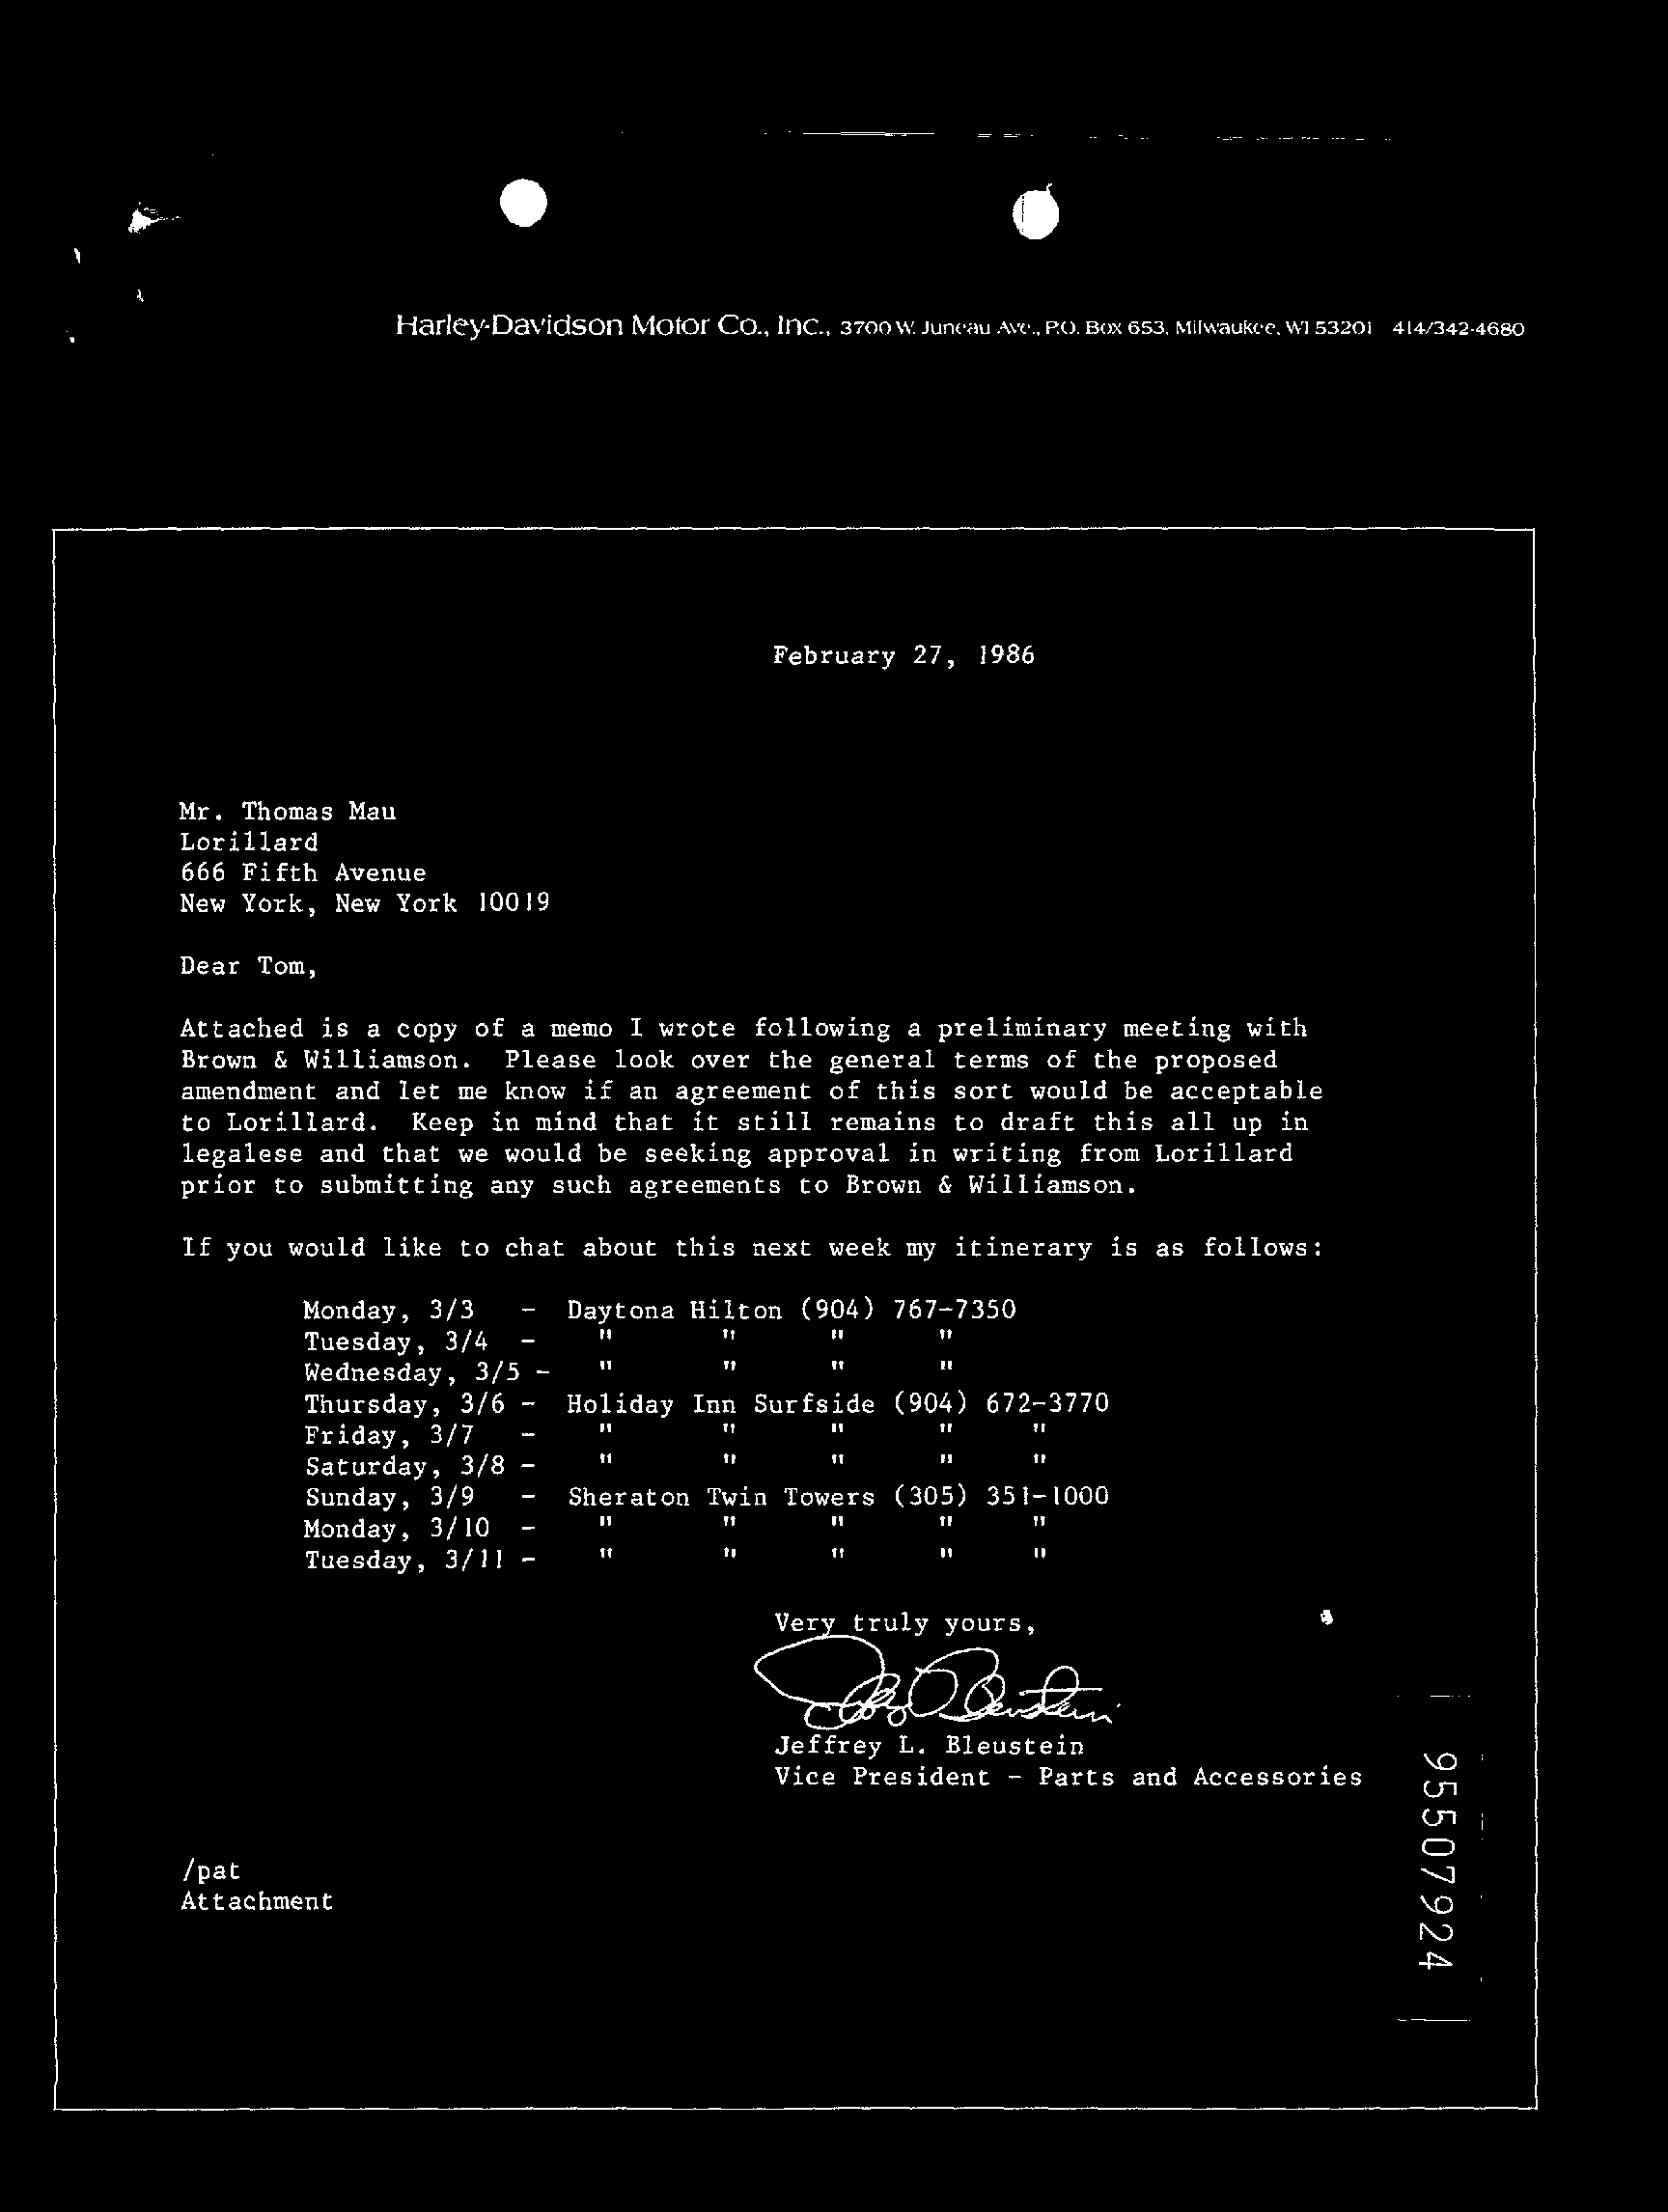 Harley-Davidson Motor Co., Inc., 3700 W. Juneau Ave., P.O. Box 653, Milwaukee, WI 53201 414/342-4680
February 27, 1986
Mr. Thomas Mau
Lorillard
666 Fifth Avenue
New York, New York 10019
Dear Tom,
Attached is a copy of a memo I wrote following a preliminary meeting with
Brown & Williamson. Please look over the general terms of the proposed
amendment and let me know if an agreement of this sort would be acceptable
to Lorillard. Keep in mind that it still remains to draft this all up in
legalese and that we would be seeking approval in writing from Lorillard
prior to submitting any such agreements to Brown & Williamson.
If you would like to chat about this next week my itinerary is as follows:
Monday, 3/3 - Daytona Hilton (904) 767-7350
Tuesday, 3/4 - " " " "
Wednesday, 3/5 - " " " "
Thursday, 3/6 - Holiday Inn Surfside (904) 672-3770
Friday, 3/7 - " " " " "
Saturday, 3/8 - " " " " "
Sunday, 3/9 - Sheraton Twin Towers (305) 351-1000
Monday, 3/10 - " " " " "
Tuesday, 3/11 - " " " " "
Very truly yours,
Jeffrey L. Bleustein
Vice President - Parts and Accessories
/pat
Attachment
95507924